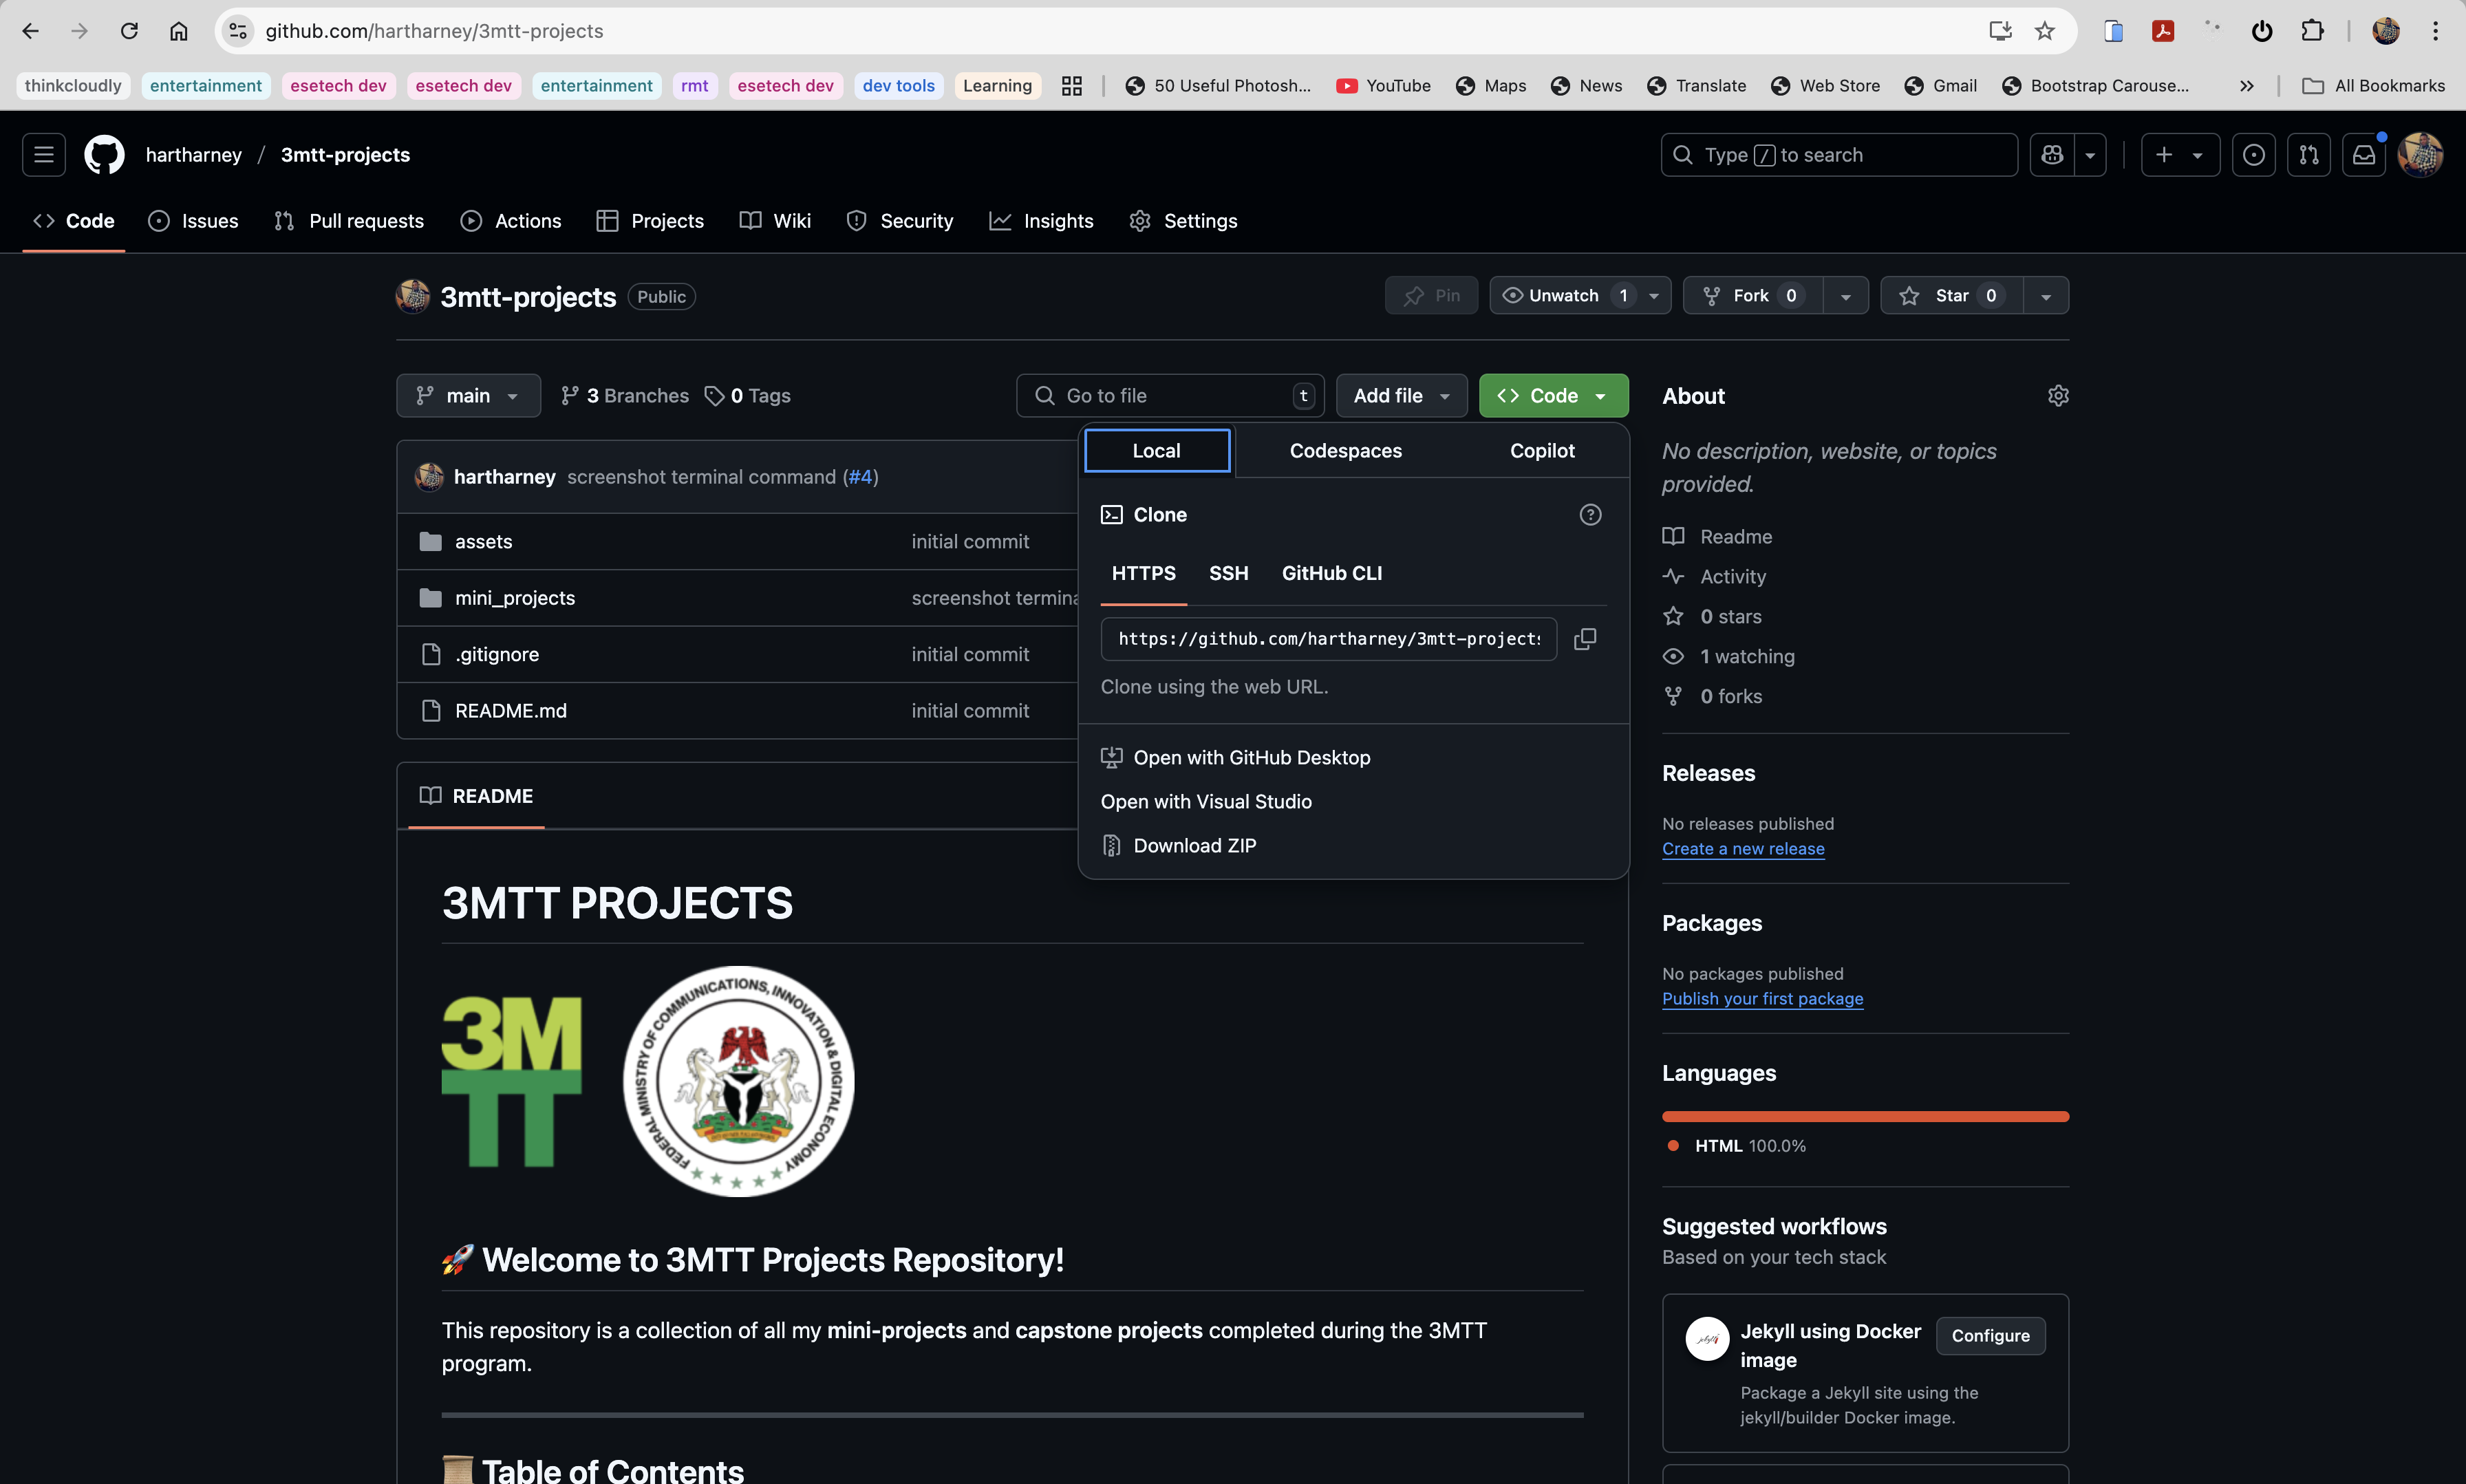 github.com/hartharney/3mtt-projects
thinkcloudly entertainment esetech dev esetech dev entertainment rmt esetech dev dev tools Learning 50 Useful Photosh... YouTube Maps News Translate Web Store Gmail Bootstrap Carouse... All Bookmarks
hartharney / 3mtt-projects Type / to search
Code Issues Pull requests Actions Projects Wiki Security Insights Settings
3mtt-projects Public Pin Unwatch 1 Fork 0 Star 0
main 3 Branches 0 Tags Go to file t Add file Code
Local Codespaces Copilot
Clone
HTTPS SSH GitHub CLI
https://github.com/hartharney/3mtt-projects
Clone using the web URL.
Open with GitHub Desktop
Open with Visual Studio
Download ZIP
hartharney screenshot terminal command (#4)
assets initial commit
mini_projects screenshot termina
.gitignore initial commit
README.md initial commit
README
3MTT PROJECTS
3M
TT
FEDERAL MINISTRY OF COMMUNICATIONS, INNOVATION & DIGITAL ECONOMY
🚀 Welcome to 3MTT Projects Repository!
This repository is a collection of all my mini-projects and capstone projects completed during the 3MTT
program.
Table of Contents
About
No description, website, or topics
provided.
Readme
Activity
0 stars
1 watching
0 forks
Releases
No releases published
Create a new release
Packages
No packages published
Publish your first package
Languages
HTML 100.0%
Suggested workflows
Based on your tech stack
Jekyll using Docker
image
Configure
Package a Jekyll site using the
jekyll/builder Docker image.